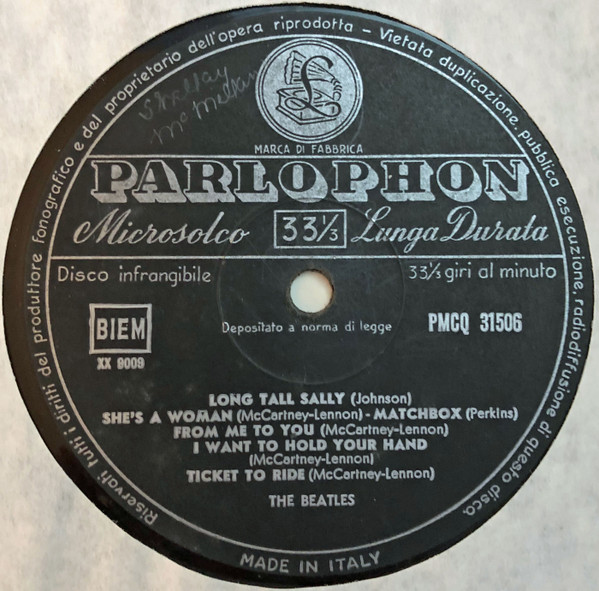 Riservati tutti i diritti del produttore fonografico e del proprietario dell'opera riprodotta – Vietata duplicazione, pubblica esecuzione, radiodiffusione di questo disco.
Shellay
McMillan
£
MARCA DI FABBRICA
PARLOPHON
Microsolco 33⅓ Lunga Durata
Disco infrangibile 33⅓ giri al minuto
BIEM Depositato a norma di legge PMCQ 31506
XX 9009
LONG TALL SALLY (Johnson)
SHE'S A WOMAN (McCartney-Lennon) - MATCHBOX (Perkins)
FROM ME TO YOU (McCartney-Lennon)
I WANT TO HOLD YOUR HAND
(McCartney-Lennon)
TICKET TO RIDE (McCartney-Lennon)
THE BEATLES
MADE IN ITALY